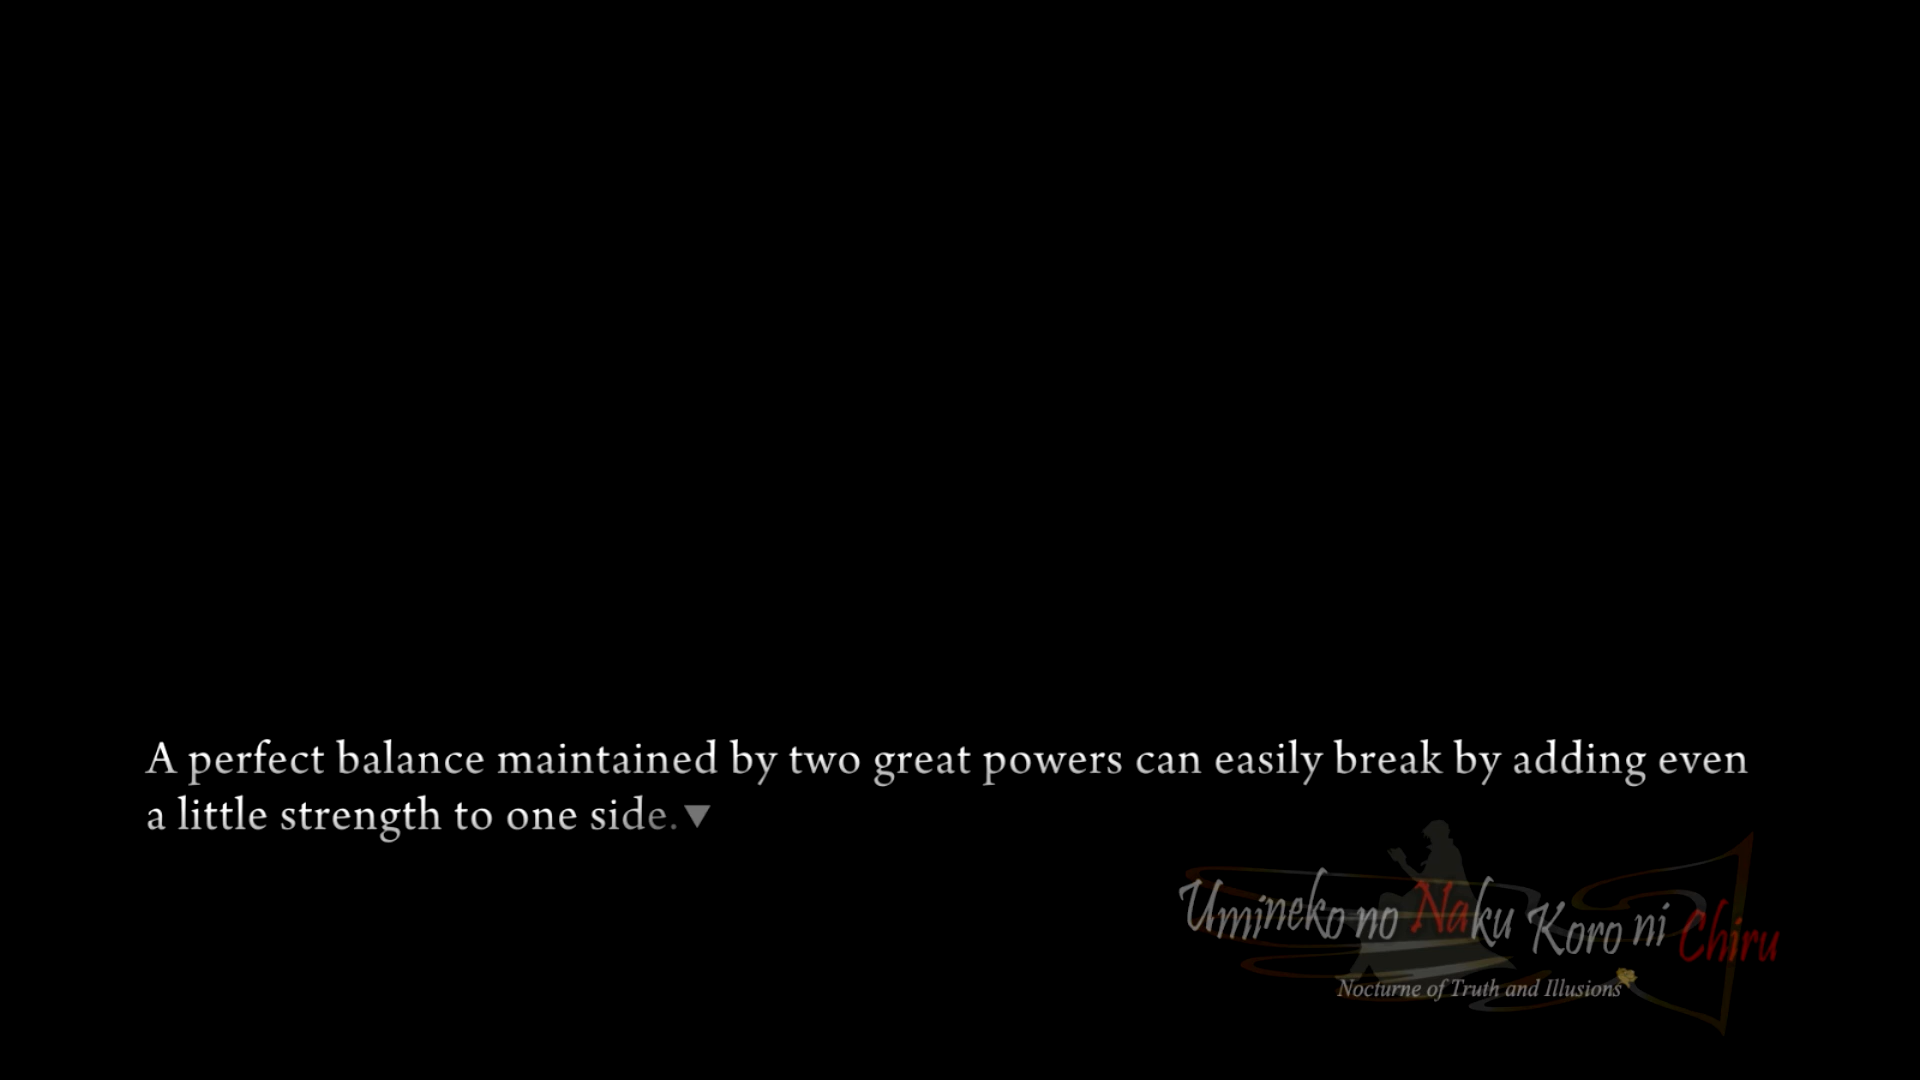 A perfect balance maintained by two great powers can easily break by adding even
a little strength to one side.
Umineko no Naku Koro ni Chiru
Nocturne of Truth and Illusions